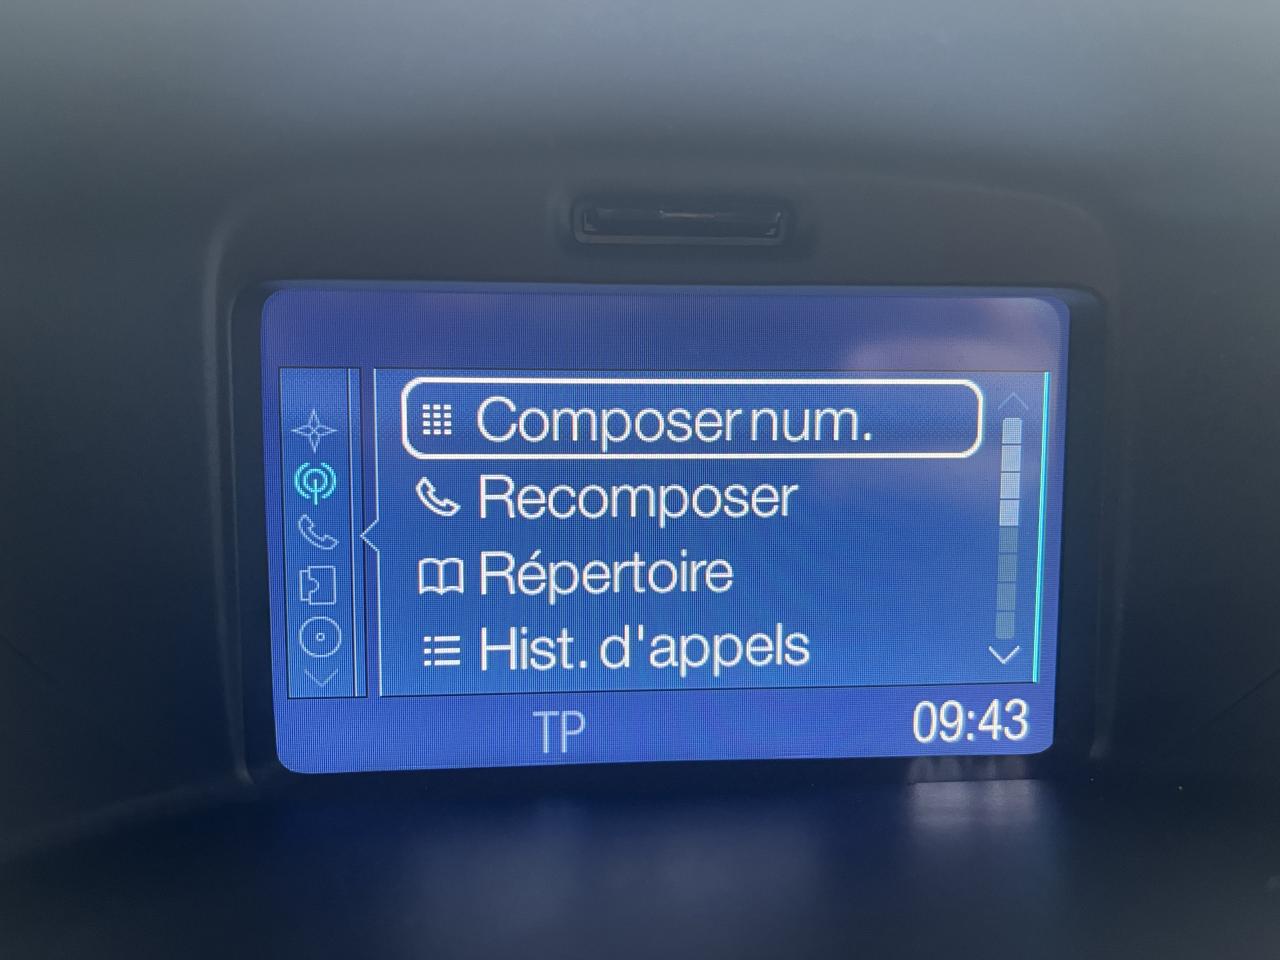 Composer num.
Recomposer
Répertoire
Hist. d'appels
TP 09:43